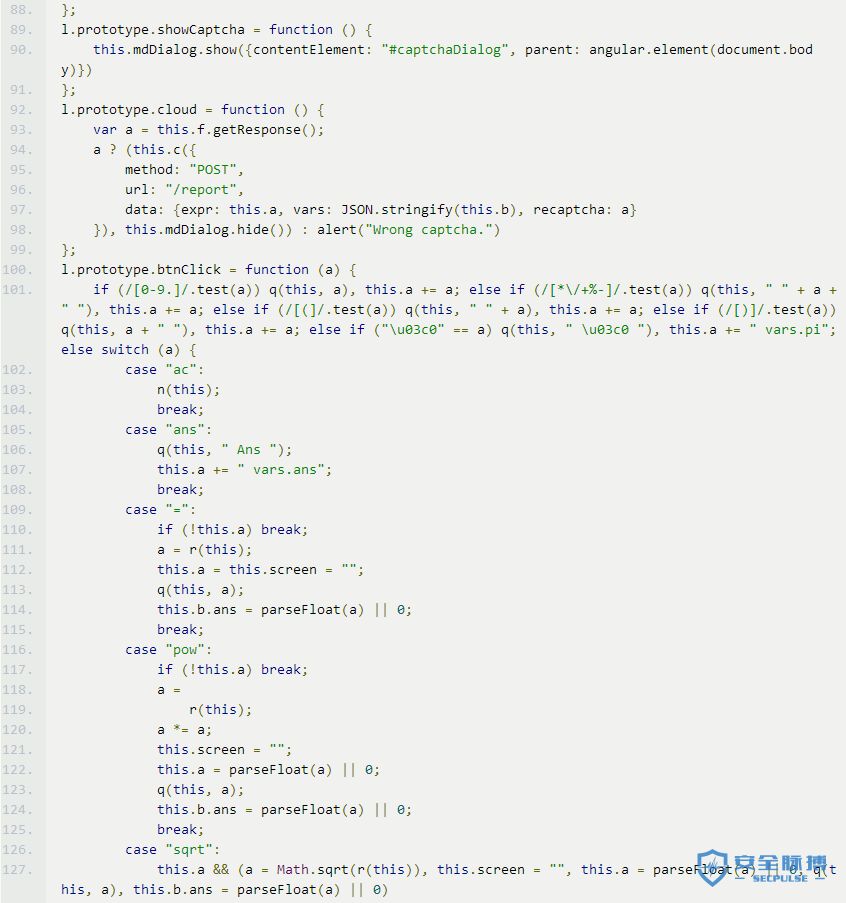 88. };
89. l.prototype.showCaptcha = function () {
90. this.mdDialog.show({contentElement: "#captchaDialog", parent: angular.element(document.bod
y)})
91. };
92. l.prototype.cloud = function () {
93. var a = this.f.getResponse();
94. a ? (this.c({
95. method: "POST",
96. url: "/report",
97. data: {expr: this.a, vars: JSON.stringify(this.b), recaptcha: a}
98. }), this.mdDialog.hide()) : alert("Wrong captcha.")
99. };
100. l.prototype.btnClick = function (a) {
101. if (/[0-9.]/.test(a)) q(this, a), this.a += a; else if (/[*\/+%-]/.test(a)) q(this, " " + a +
" "), this.a += a; else if (/[(]/.test(a)) q(this, " " + a), this.a += a; else if (/[)]/.test(a))
q(this, a + " "), this.a += a; else if ("\u03c0" == a) q(this, " \u03c0 "), this.a += " vars.pi";
else switch (a) {
102. case "ac":
103. n(this);
104. break;
105. case "ans":
106. q(this, " Ans ");
107. this.a += " vars.ans";
108. break;
109. case "=":
110. if (!this.a) break;
111. a = r(this);
112. this.a = this.screen = "";
113. q(this, a);
114. this.b.ans = parseFloat(a) || 0;
115. break;
116. case "pow":
117. if (!this.a) break;
118. a =
119. r(this);
120. a *= a;
121. this.screen = "";
122. this.a = parseFloat(a) || 0;
123. q(this, a);
124. this.b.ans = parseFloat(a) || 0;
125. break;
126. case "sqrt":
127. this.a && (a = Math.sqrt(r(this)), this.screen = "", this.a = parseFloat(a) || 0, q(t
his, a), this.b.ans = parseFloat(a) || 0)
安全脉搏
SECPULSE